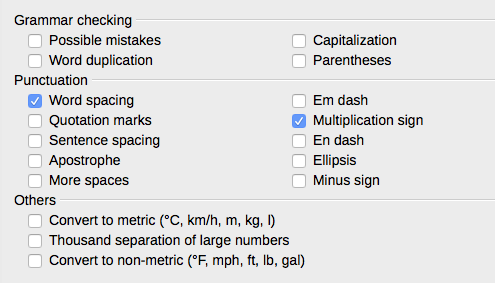 Grammar checking
Possible mistakes
Capitalization
Word duplication
Parentheses
Punctuation
Word spacing
Em dash
Quotation marks
Multiplication sign
Sentence spacing
En dash
Apostrophe
Ellipsis
More spaces
Minus sign
Others
Convert to metric (°C, km/h, m, kg, l)
Thousand separation of large numbers
Convert to non-metric (°F, mph, ft, lb, gal)